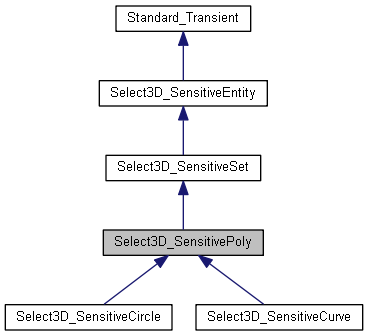 Standard_Transient
Select3D_SensitiveEntity
Select3D_SensitiveSet
Select3D_SensitivePoly
Select3D_SensitiveCircle
Select3D_SensitiveCurve